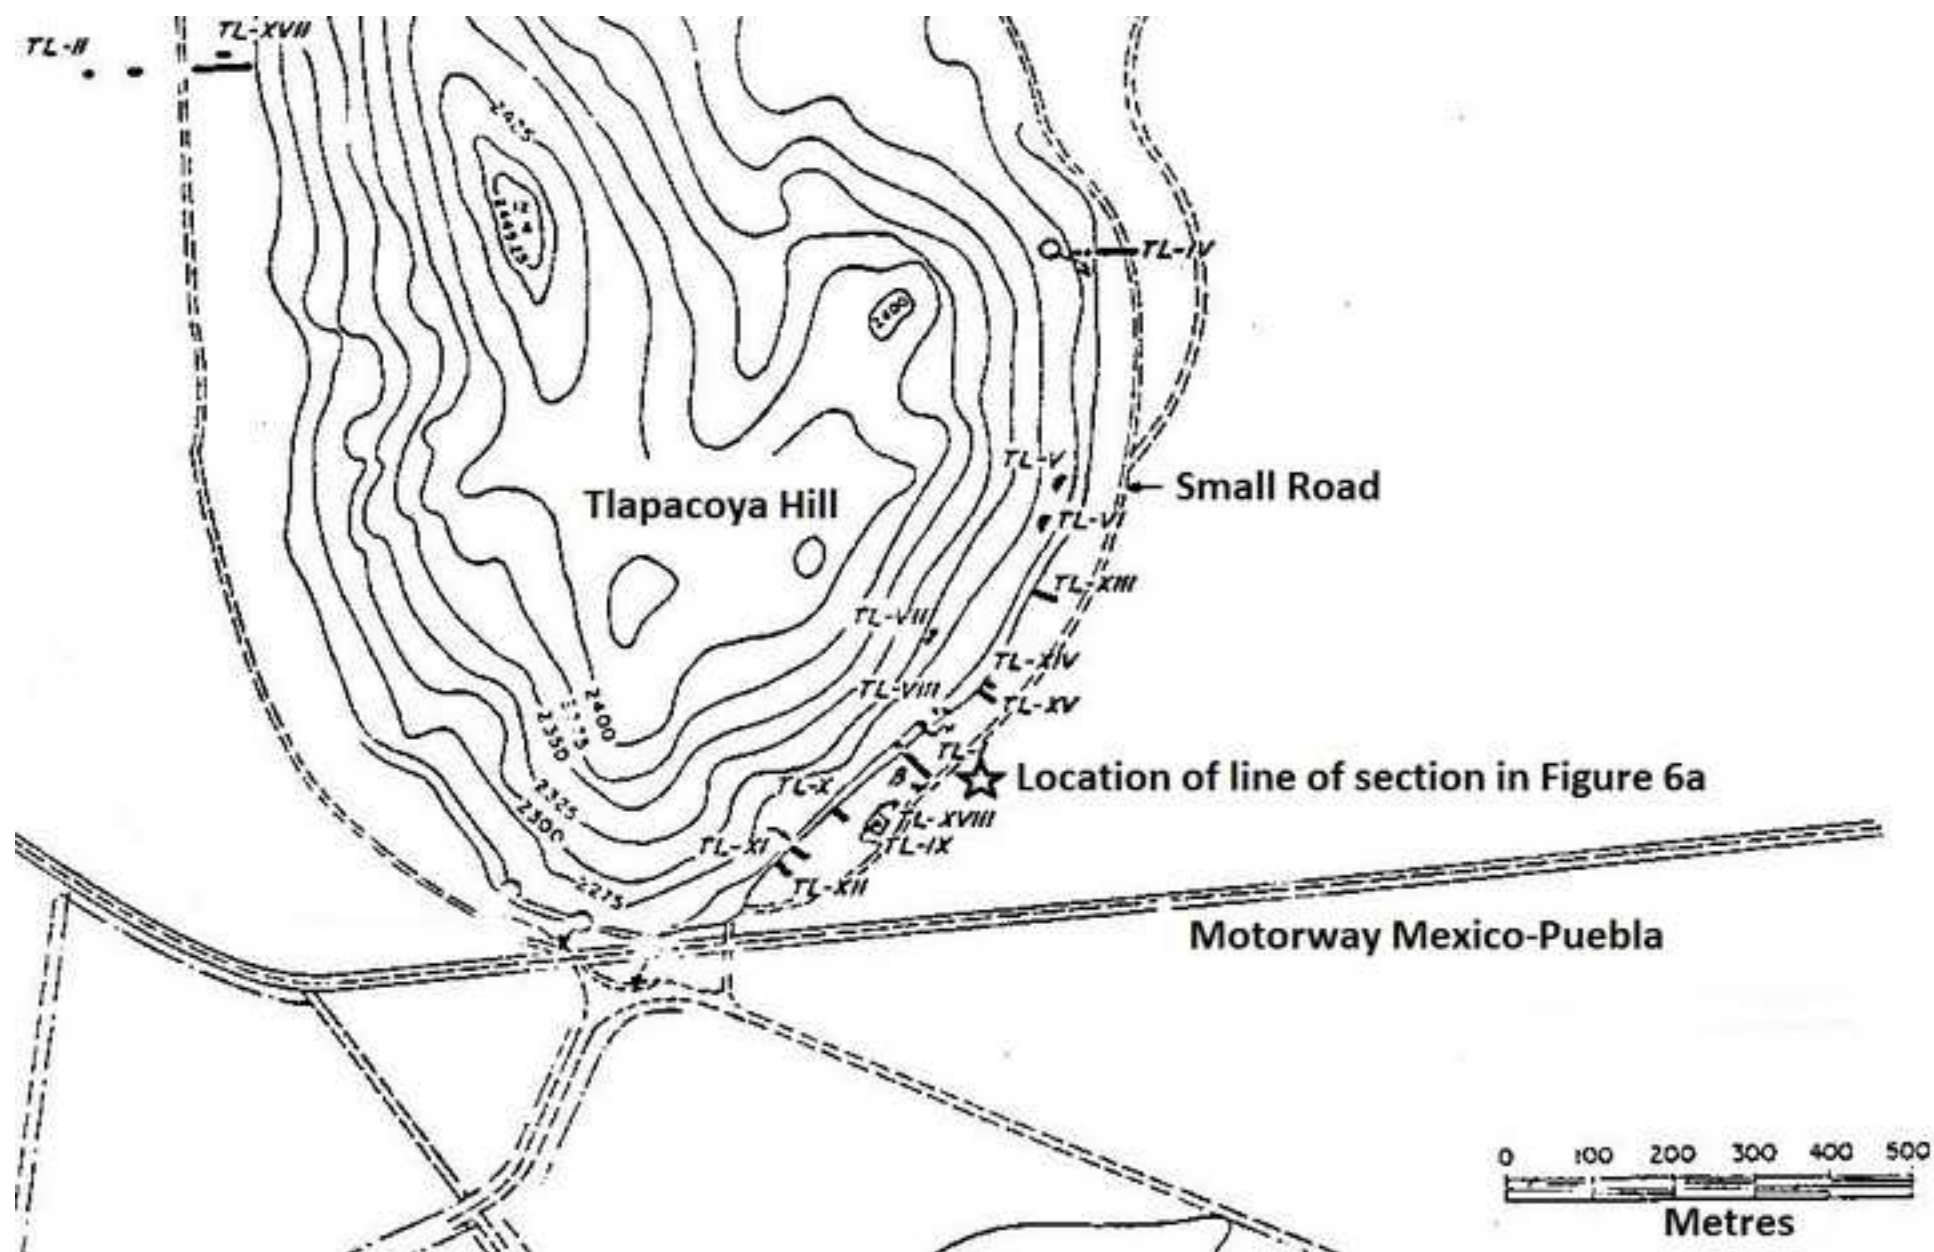 TL-II
TL-XVII
2425
2400
TL-IV
TL-V
Small Road
Tlapacoya Hill
TL-VI
TL-XIII
TL-VII
TL-XIV
TL-VIII
TL-XV
2400
2350
TL-I
Location of line of section in Figure 6a
β
TL-X
2325
2300
TL-XVIII
TL-XI
TL-IX
TL-XII
2275
Motorway Mexico-Puebla
0 100 200 300 400 500
Metres